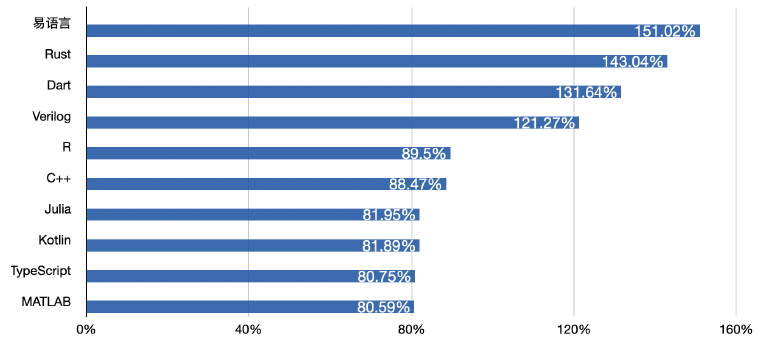 易语言 151.02%
Rust 143.04%
Dart 131.64%
Verilog 121.27%
R 89.5%
C++ 88.47%
Julia 81.95%
Kotlin 81.89%
TypeScript 80.75%
MATLAB 80.59%
0% 40% 80% 120% 160%